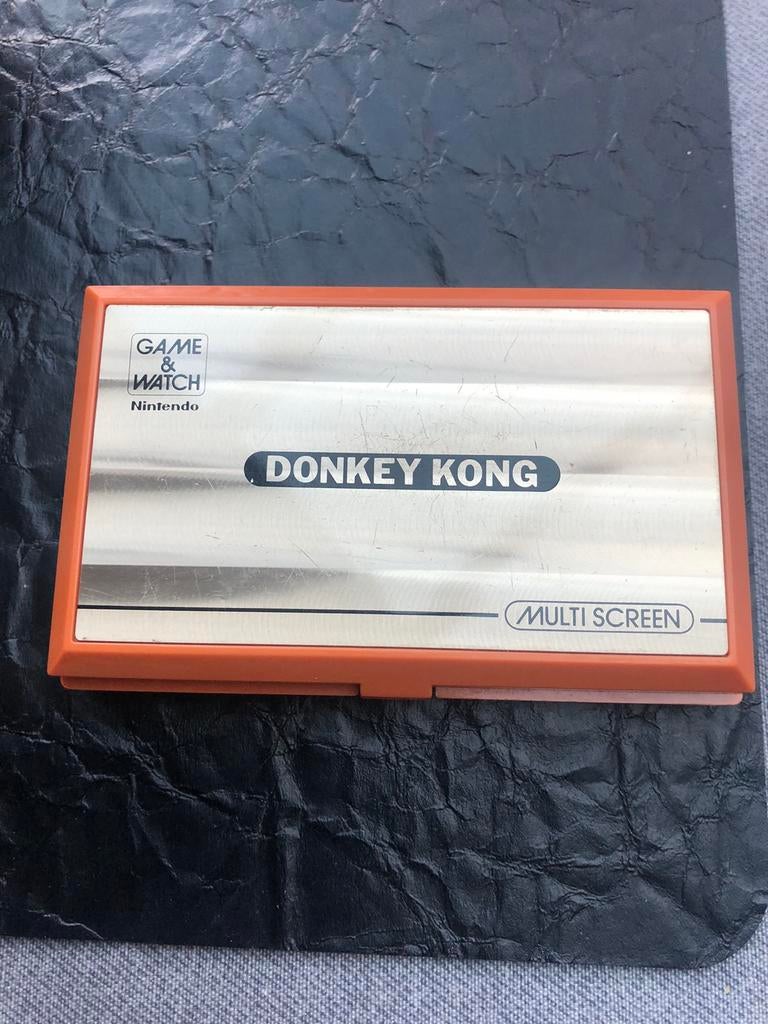 GAME
&
WATCH
Nintendo
DONKEY KONG
MULTI SCREEN